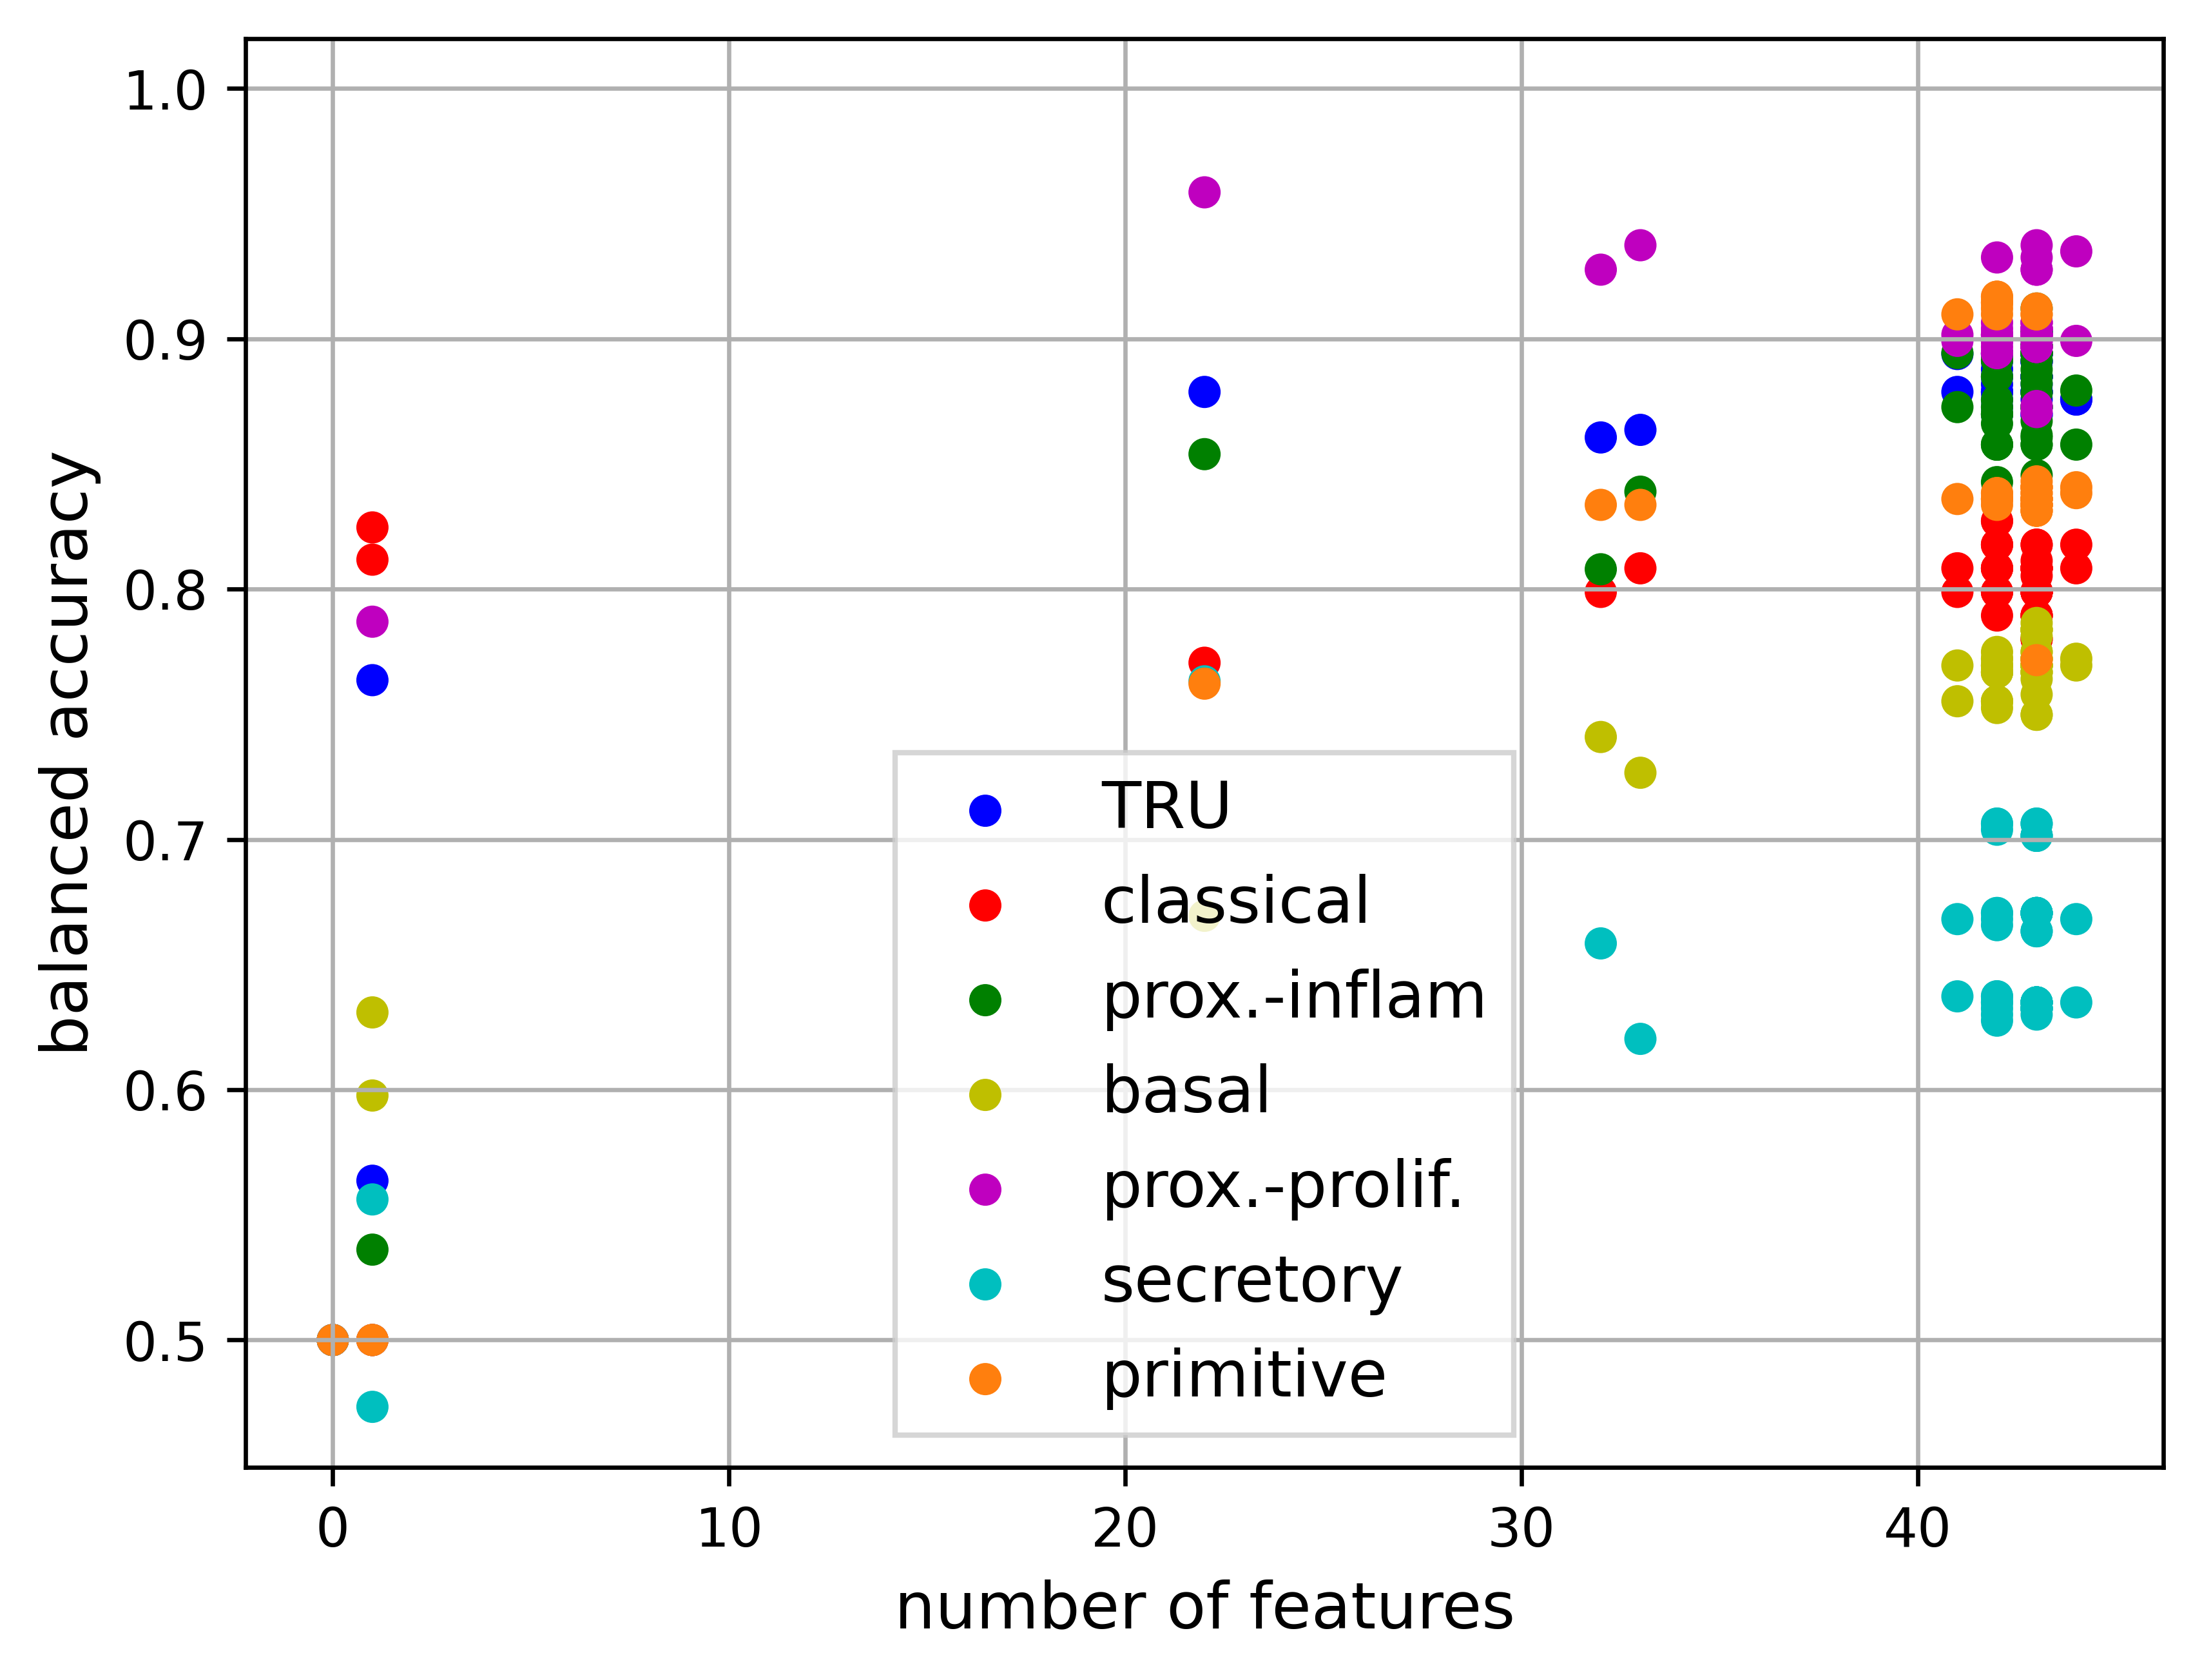 1.0
0.9
0.8
0.7
0.6
0.5
balanced accuracy
TRU
classical
prox.-inflam
basal
prox.-prolif.
secretory
primitive
0 10 20 30 40
number of features